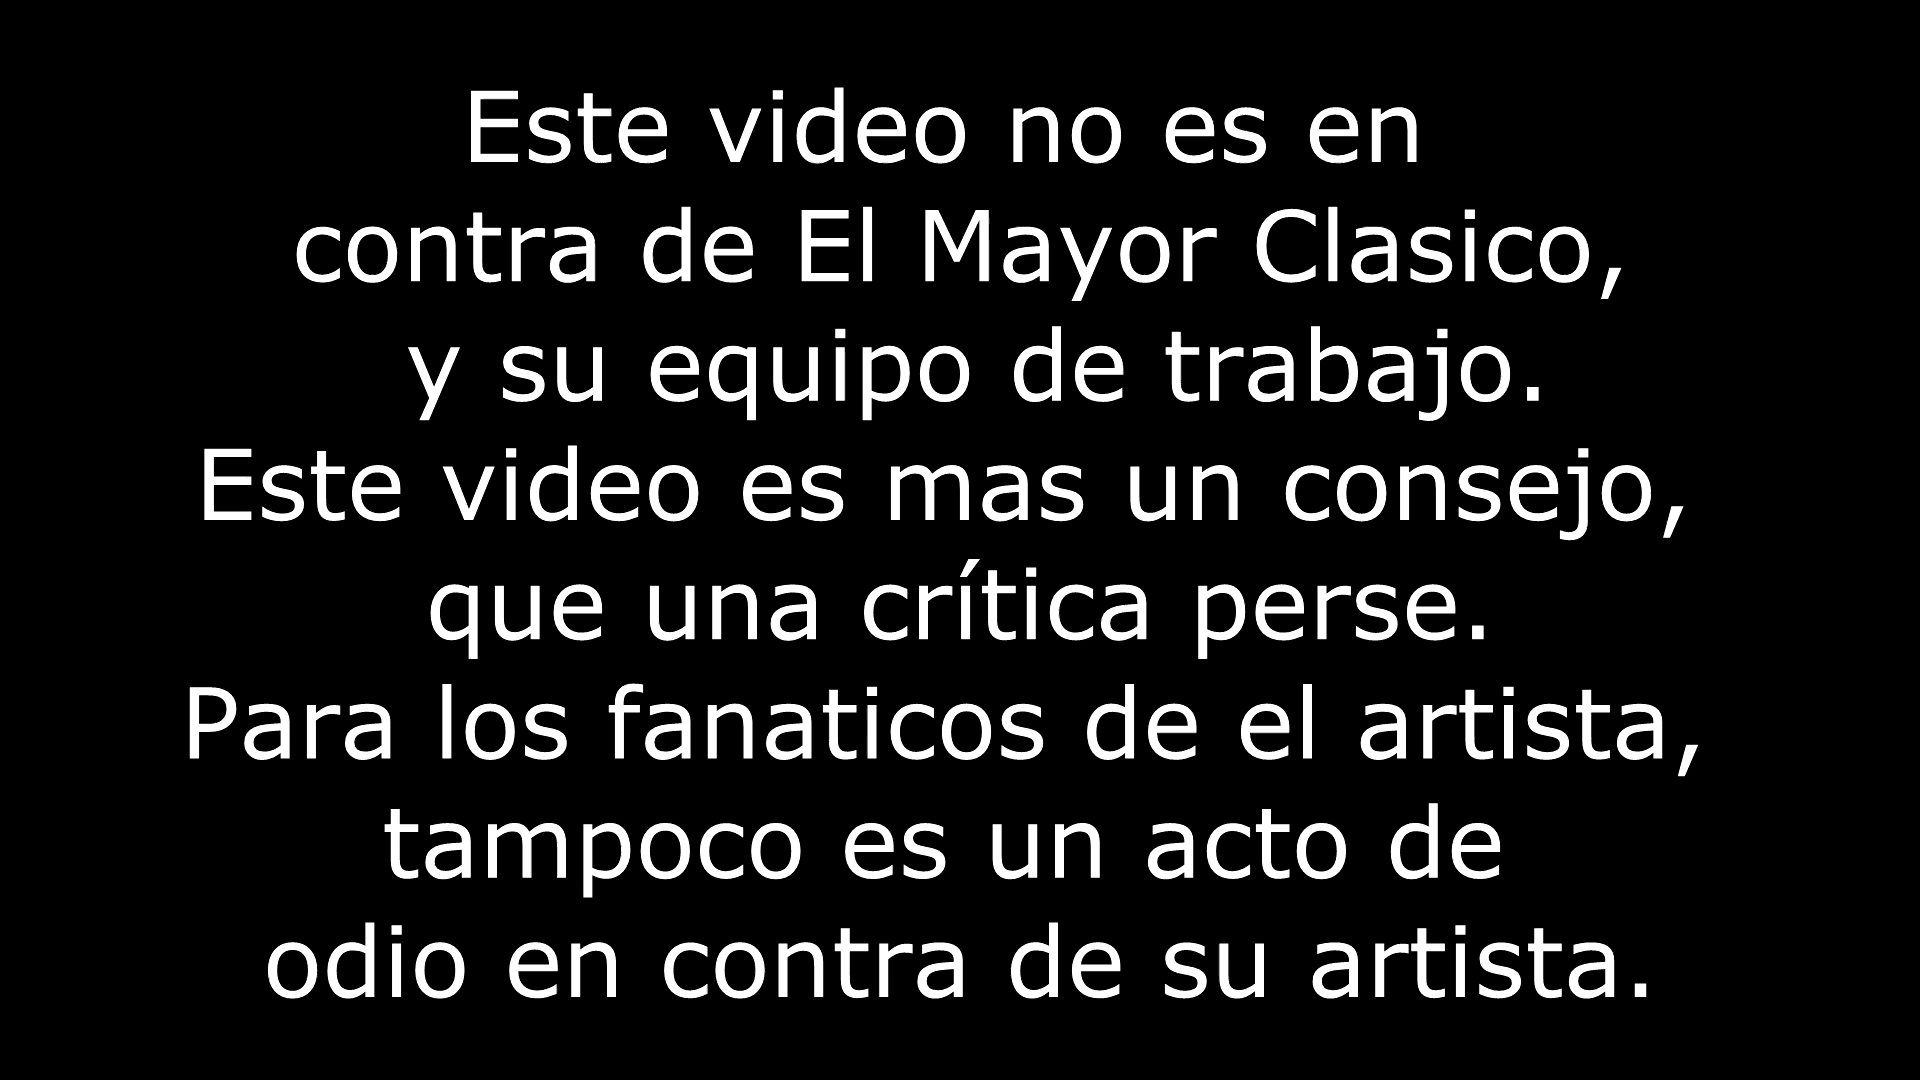 Este video no es en
contra de El Mayor Clasico,
y su equipo de trabajo.
Este video es mas un consejo,
que una crítica perse.
Para los fanaticos de el artista,
tampoco es un acto de
odio en contra de su artista.